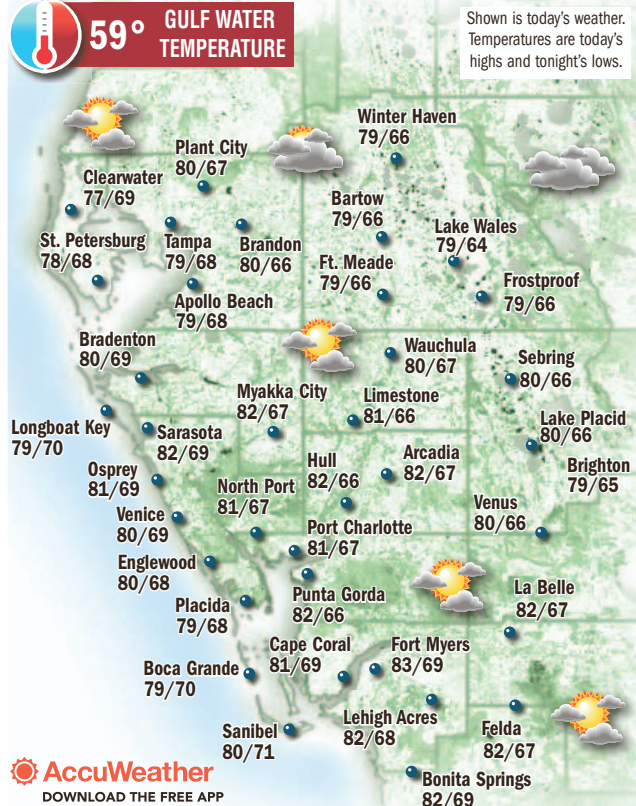 59°
GULF WATER
TEMPERATURE
Shown is today's weather.
Temperatures are today's
highs and tonight's lows.
Winter Haven
79/66
Plant City
80/67
Clearwater
77/69
Bartow
79/66
Lake Wales
79/64
St. Petersburg
78/68
Tampa
79/68
Brandon
80/66
Ft. Meade
79/66
Frostproof
79/66
Apollo Beach
79/68
Bradenton
80/69
Wauchula
80/67
Sebring
80/66
Myakka City
82/67
Limestone
81/66
Longboat Key
79/70
Sarasota
82/69
Lake Placid
80/66
Osprey
81/69
Hull
82/66
Arcadia
82/67
Brighton
79/65
North Port
81/67
Venice
80/69
Venus
80/66
Port Charlotte
81/67
Englewood
80/68
Punta Gorda
82/66
La Belle
82/67
Placida
79/68
Cape Coral
81/69
Fort Myers
83/69
Boca Grande
79/70
Lehigh Acres
82/68
Sanibel
80/71
Felda
82/67
AccuWeather
DOWNLOAD THE FREE APP
Bonita Springs
82/69